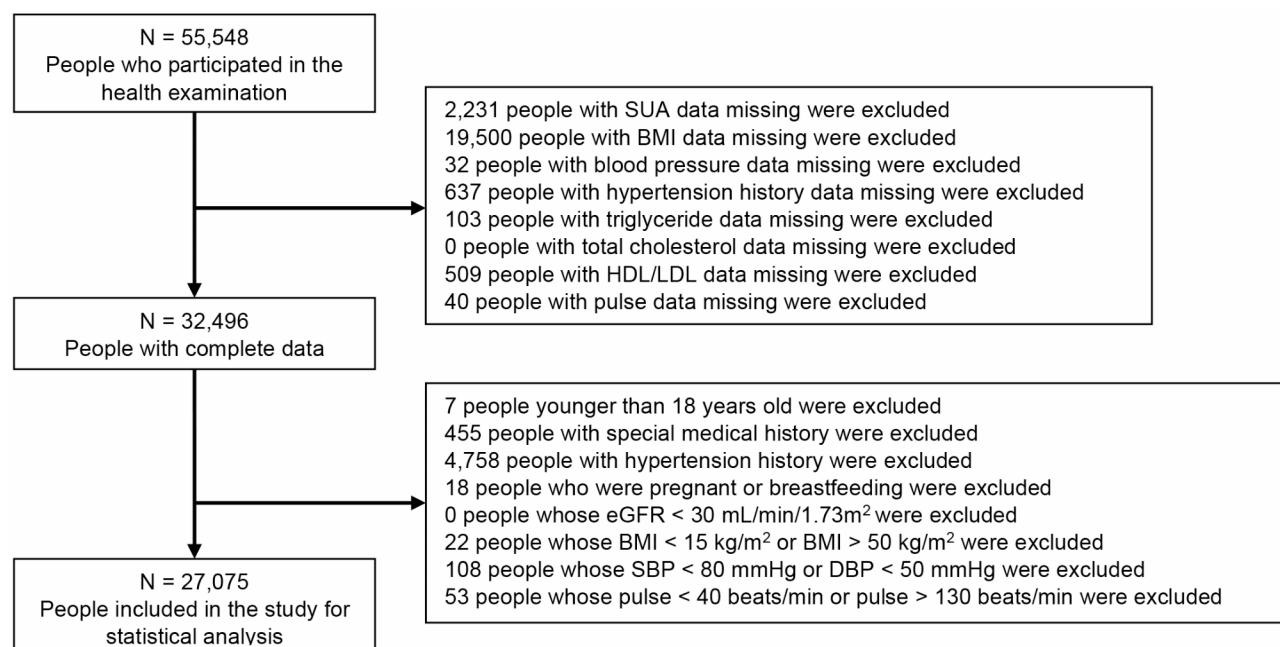 N = 55,548
People who participated in the
health examination
2,231 people with SUA data missing were excluded
19,500 people with BMI data missing were excluded
32 people with blood pressure data missing were excluded
637 people with hypertension history data missing were excluded
103 people with triglyceride data missing were excluded
0 people with total cholesterol data missing were excluded
509 people with HDL/LDL data missing were excluded
40 people with pulse data missing were excluded
N = 32,496
People with complete data
7 people younger than 18 years old were excluded
455 people with special medical history were excluded
4,758 people with hypertension history were excluded
18 people who were pregnant or breastfeeding were excluded
0 people whose eGFR < 30 mL/min/1.73m² were excluded
22 people whose BMI < 15 kg/m² or BMI > 50 kg/m² were excluded
108 people whose SBP < 80 mmHg or DBP < 50 mmHg were excluded
53 people whose pulse < 40 beats/min or pulse > 130 beats/min were excluded
N = 27,075
People included in the study for
statistical analysis